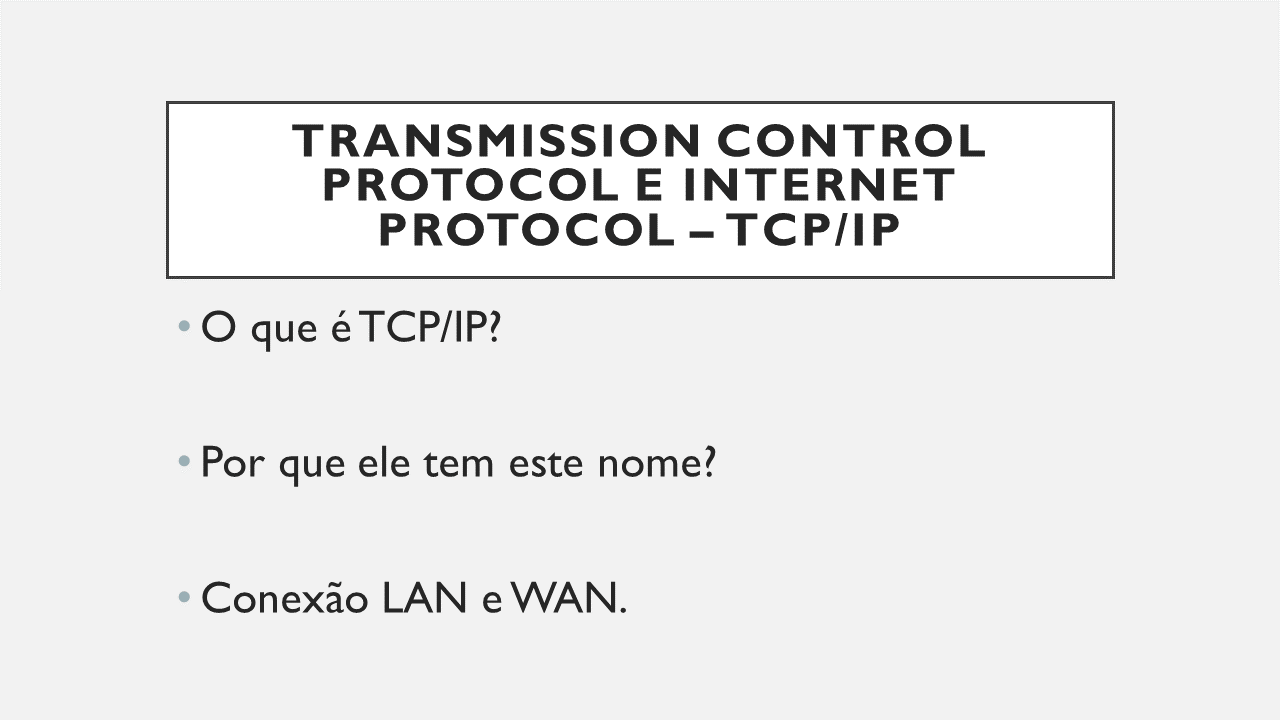 TRANSMISSION CONTROL
PROTOCOL E INTERNET
PROTOCOL – TCP/IP
• O que é TCP/IP?
• Por que ele tem este nome?
• Conexão LAN e WAN.